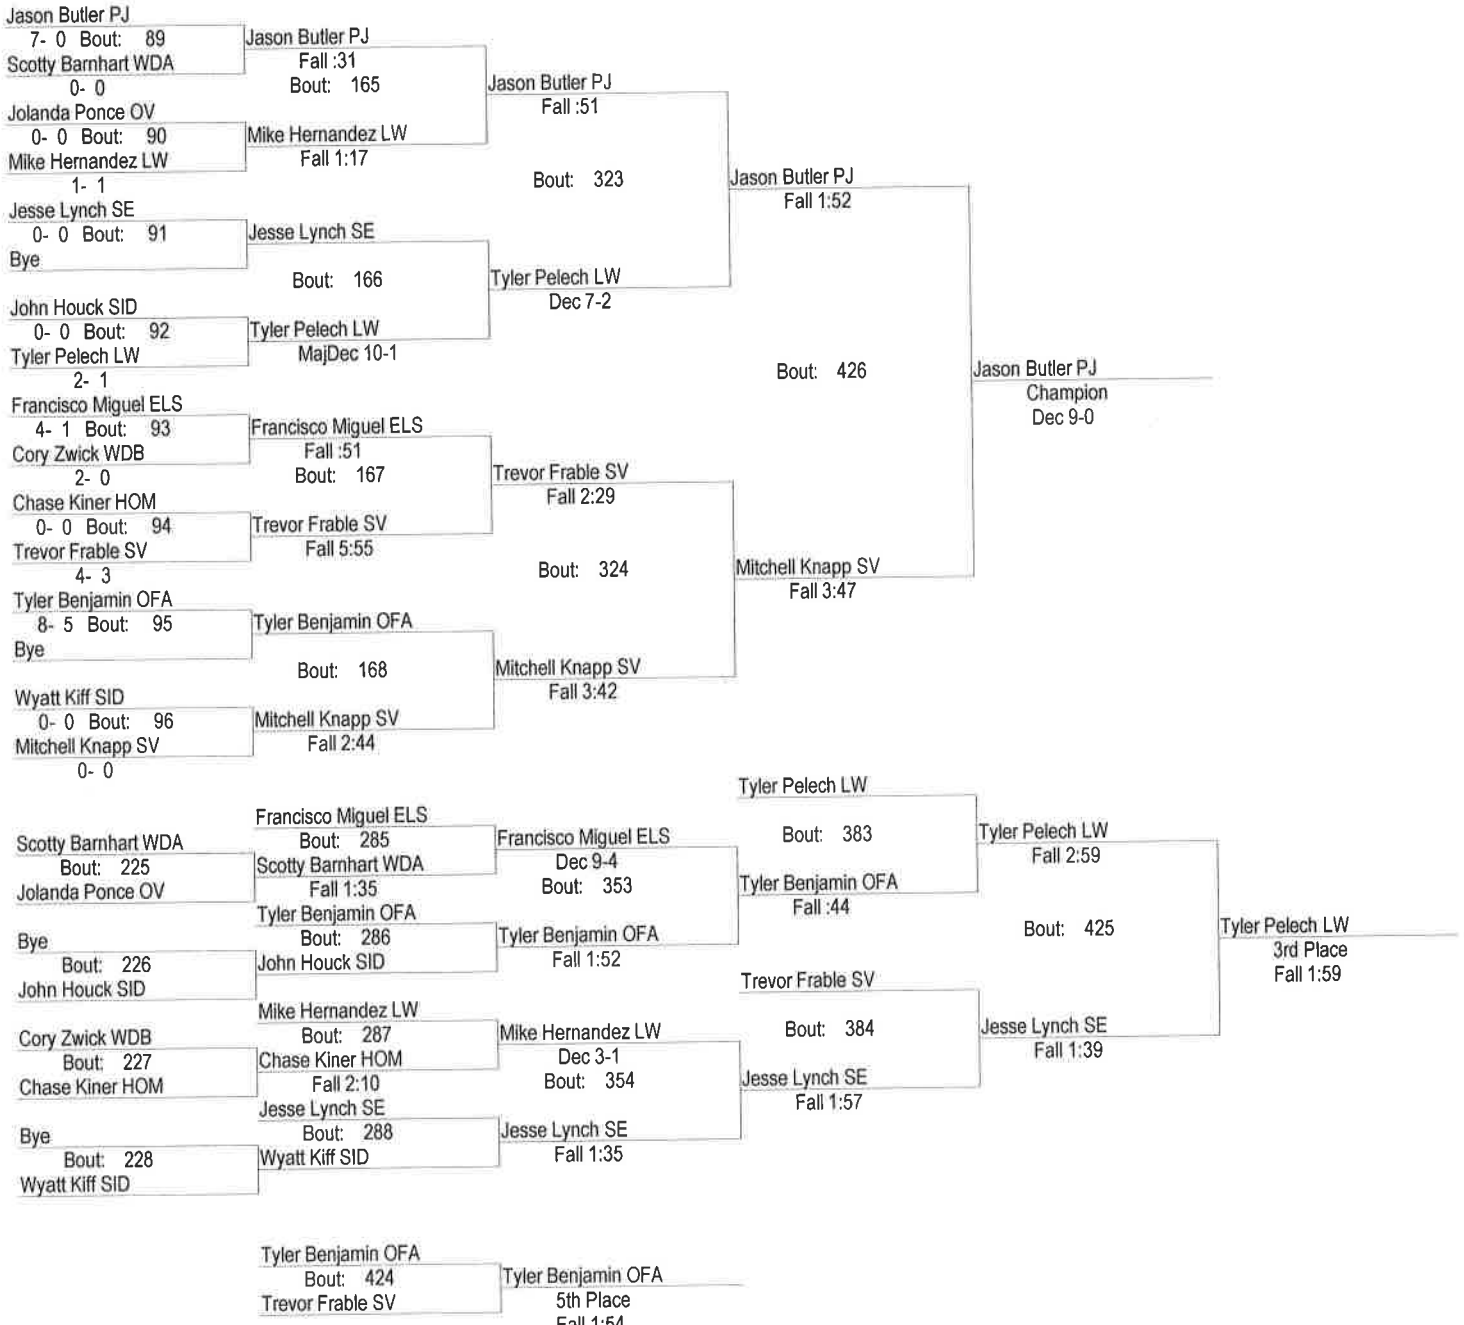 Jason Butler PJ
7- 0 Bout: 89
Scotty Barnhart WDA
0- 0
Jolanda Ponce OV
0- 0 Bout: 90
Mike Hernandez LW
1- 1
Jesse Lynch SE
0- 0 Bout: 91
Bye
John Houck SID
0- 0 Bout: 92
Tyler Pelech LW
2- 1
Francisco Miguel ELS
4- 1 Bout: 93
Cory Zwick WDB
2- 0
Chase Kiner HOM
0- 0 Bout: 94
Trevor Frable SV
4- 3
Tyler Benjamin OFA
8- 5 Bout: 95
Bye
Wyatt Kiff SID
0- 0 Bout: 96
Mitchell Knapp SV
0- 0
Jason Butler PJ
Fall :31
Bout: 165
Mike Hernandez LW
Fall 1:17
Jesse Lynch SE
Bout: 166
Tyler Pelech LW
MajDec 10-1
Francisco Miguel ELS
Fall :51
Bout: 167
Trevor Frable SV
Fall 5:55
Tyler Benjamin OFA
Bout: 168
Mitchell Knapp SV
Fall 2:44
Jason Butler PJ
Fall :51
Bout: 323
Tyler Pelech LW
Dec 7-2
Trevor Frable SV
Fall 2:29
Bout: 324
Mitchell Knapp SV
Fall 3:42
Jason Butler PJ
Fall 1:52
Bout: 426
Mitchell Knapp SV
Fall 3:47
Jason Butler PJ
Champion
Dec 9-0
Scotty Barnhart WDA
Bout: 225
Jolanda Ponce OV
Bye
Bout: 226
John Houck SID
Cory Zwick WDB
Bout: 227
Chase Kiner HOM
Bye
Bout: 228
Wyatt Kiff SID
Francisco Miguel ELS
Bout: 285
Scotty Barnhart WDA
Fall 1:35
Tyler Benjamin OFA
Bout: 286
John Houck SID
Mike Hernandez LW
Bout: 287
Chase Kiner HOM
Fall 2:10
Jesse Lynch SE
Bout: 288
Wyatt Kiff SID
Francisco Miguel ELS
Dec 9-4
Bout: 353
Tyler Benjamin OFA
Fall 1:52
Mike Hernandez LW
Dec 3-1
Bout: 354
Jesse Lynch SE
Fall 1:35
Tyler Pelech LW
Bout: 383
Tyler Benjamin OFA
Fall :44
Trevor Frable SV
Bout: 384
Jesse Lynch SE
Fall 1:57
Tyler Pelech LW
Fall 2:59
Bout: 425
Jesse Lynch SE
Fall 1:39
Tyler Pelech LW
3rd Place
Fall 1:59
Tyler Benjamin OFA
Bout: 424
Trevor Frable SV
Tyler Benjamin OFA
5th Place
Fall 1:54